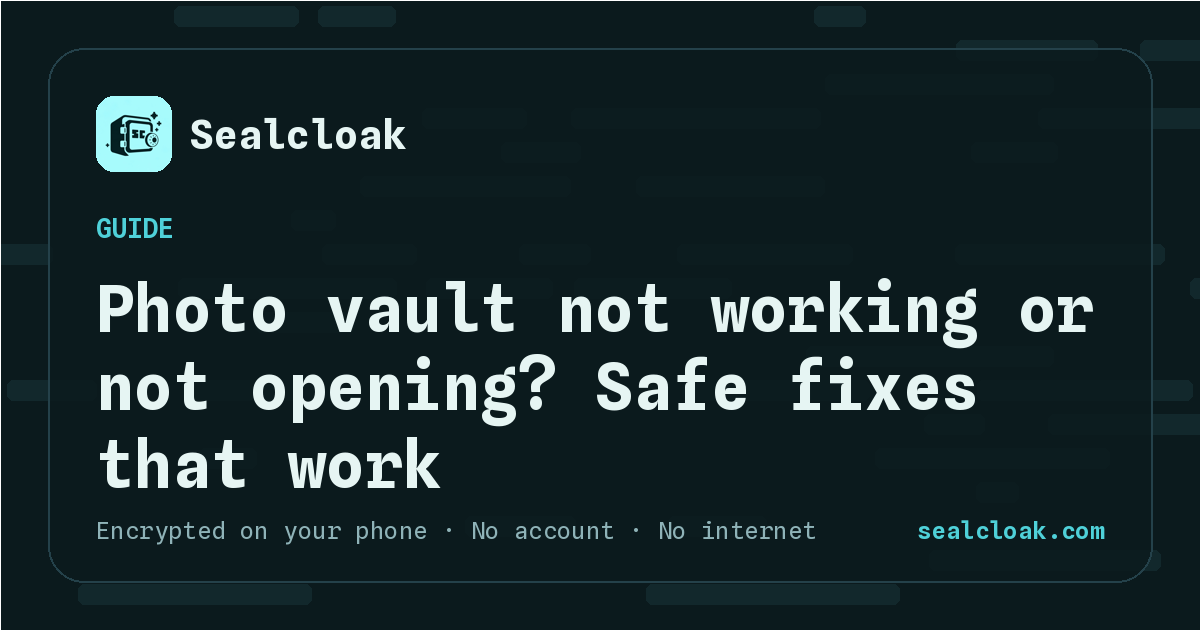 SC
Sealcloak
GUIDE
Photo vault not working or
not opening? Safe fixes
that work
Encrypted on your phone · No account · No internet
sealcloak.com